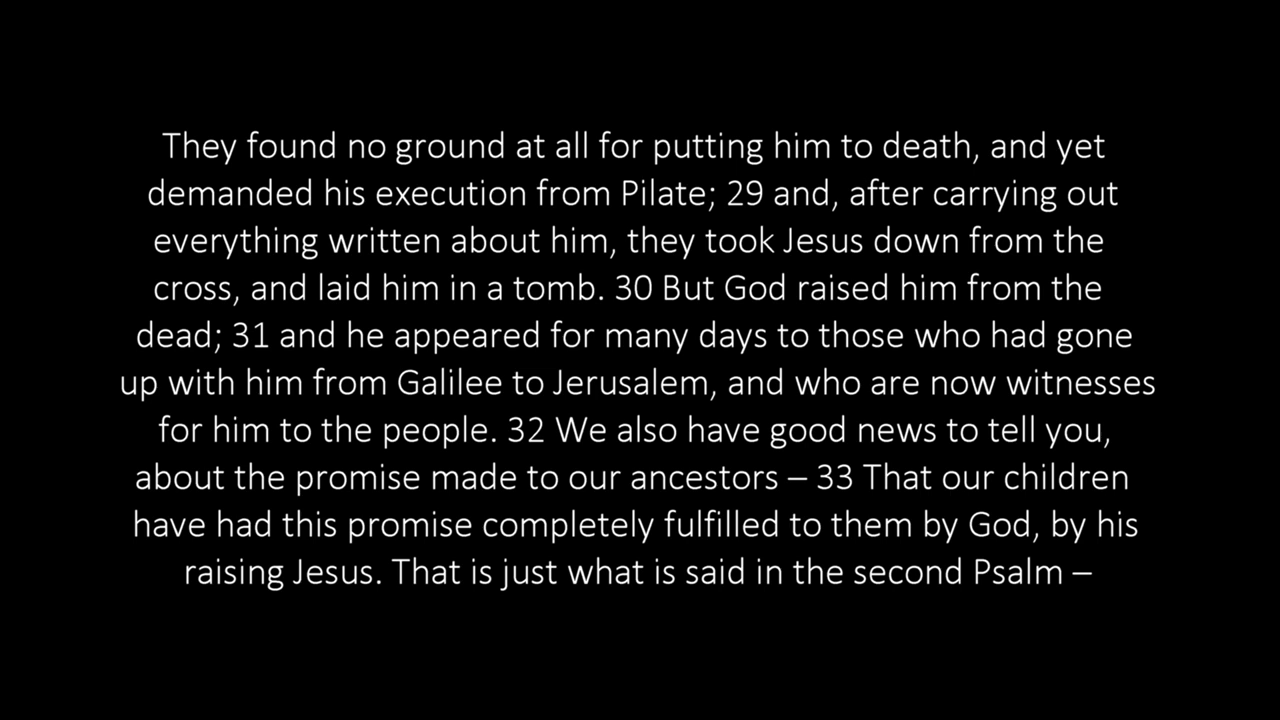 They found no ground at all for putting him to death, and yet
demanded his execution from Pilate; 29 and, after carrying out
everything written about him, they took Jesus down from the
cross, and laid him in a tomb. 30 But God raised him from the
dead; 31 and he appeared for many days to those who had gone
up with him from Galilee to Jerusalem, and who are now witnesses
for him to the people. 32 We also have good news to tell you,
about the promise made to our ancestors – 33 That our children
have had this promise completely fulfilled to them by God, by his
raising Jesus. That is just what is said in the second Psalm –